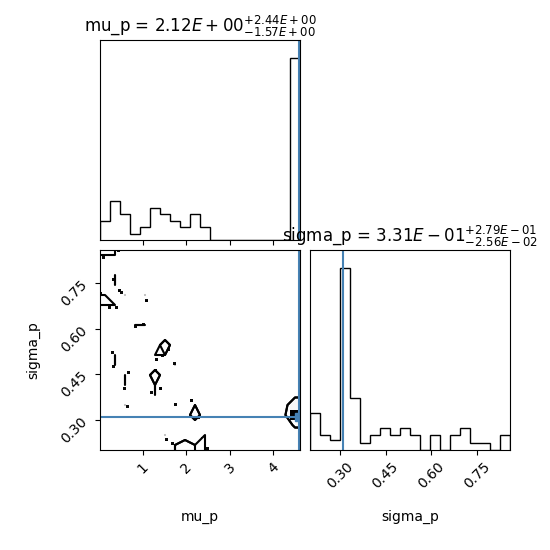 mu_p = 2.12E + 00+2.44E+00−1.57E+00
sigma_p = 3.31E − 01+2.79E−01−2.56E−02
sigma_p
0.75
0.60
0.45
0.30
1 2 3 4
0.30 0.45 0.60 0.75
mu_p
sigma_p